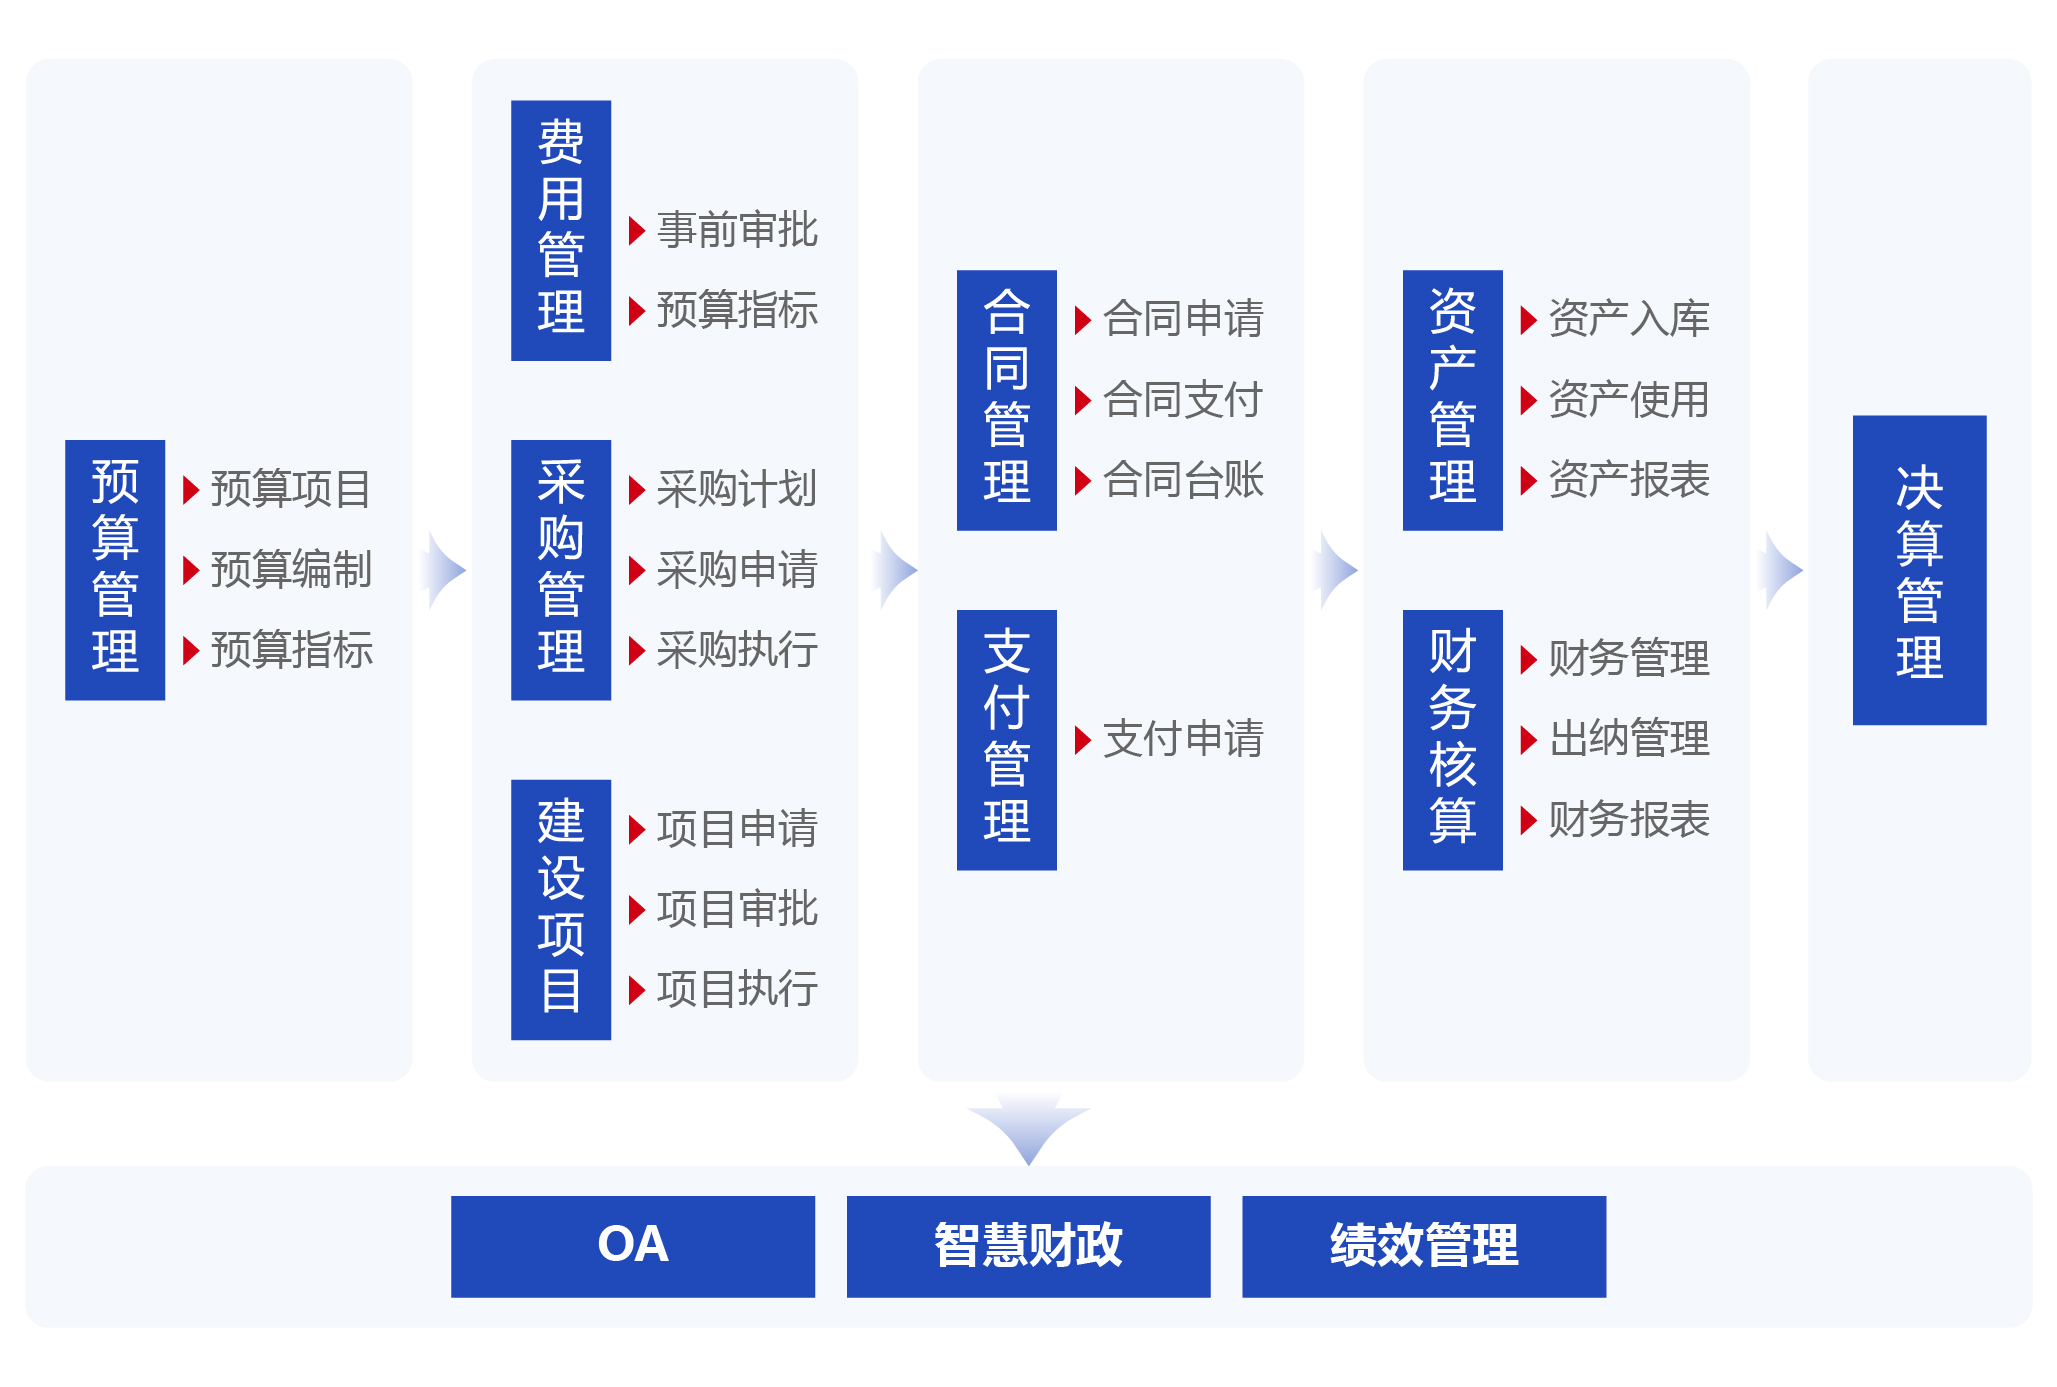 预算管理
预算项目
预算编制
预算指标
费用管理
事前审批
预算指标
采购管理
采购计划
采购申请
采购执行
建设项目
项目申请
项目审批
项目执行
合同管理
合同申请
合同支付
合同台账
支付管理
支付申请
资产管理
资产入库
资产使用
资产报表
财务核算
财务管理
出纳管理
财务报表
决算管理
OA
智慧财政
绩效管理